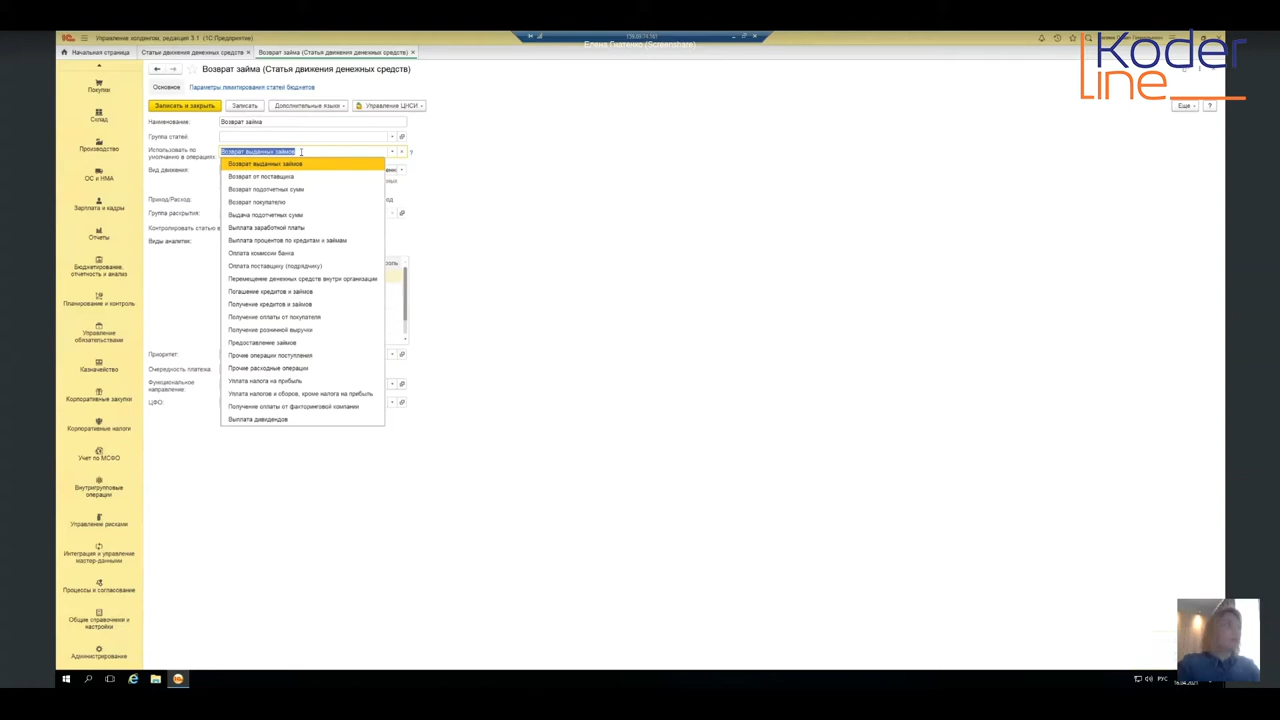 Управление холдингом, редакция 3.1 (1С:Предприятие)
Елена Гнатенко (Screenshare)
Koder
line
Начальная страница
Статьи движения денежных средств ×
Возврат займа (Статья движения денежных средств) ×
Возврат займа (Статья движения денежных средств)
Основное
Параметры лимитирования статей бюджетов
Записать и закрыть
Записать
Дополнительные языки
Управление ЦНСИ
Еще
?
Наименование:
Возврат займа
Группа статей:
Использовать по
умолчанию в операциях:
Возврат выданных займов
Вид движения:
Приход/Расход:
Группа раскрытия:
Контролировать статью в
Виды аналитик:
Приоритет:
Очередность платежа:
Функциональное
направление:
ЦФО:
Возврат выданных займов
Возврат от поставщика
Возврат подотчетных сумм
Возврат покупателю
Выдача подотчетных сумм
Выплата заработной платы
Выплата процентов по кредитам и займам
Оплата комиссии банка
Оплата поставщику (подрядчику)
Перемещение денежных средств внутри организации
Погашение кредитов и займов
Получение кредитов и займов
Получение оплаты от покупателя
Получение розничной выручки
Предоставление займов
Прочие операции поступления
Прочие расходные операции
Уплата налога на прибыль
Уплата налогов и сборов, кроме налога на прибыль
Получение оплаты от факторинговой компании
Выплата дивидендов
Покупки
Склад
Производство
ОС и НМА
Зарплата и кадры
Отчеты
Бюджетирование,
отчетность и анализ
Планирование и контроль
Управление
обязательствами
Казначейство
Корпоративные закупки
Корпоративные налоги
Учет по МСФО
Внутригрупповые
операции
Управление рисками
Интеграция и управление
мастер-данными
Процессы и согласование
Общие справочники и
настройки
Администрирование
РУС
16.04.2021